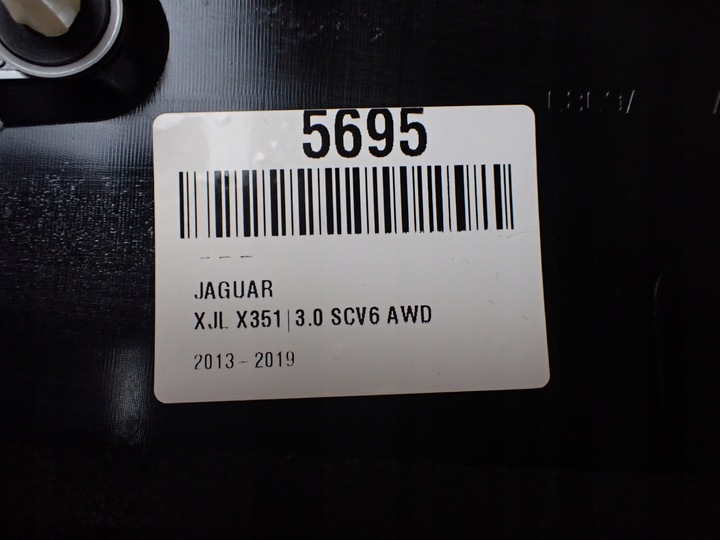 5695
– – –
JAGUAR
XJL X351|3.0 SCV6 AWD
2013–2019